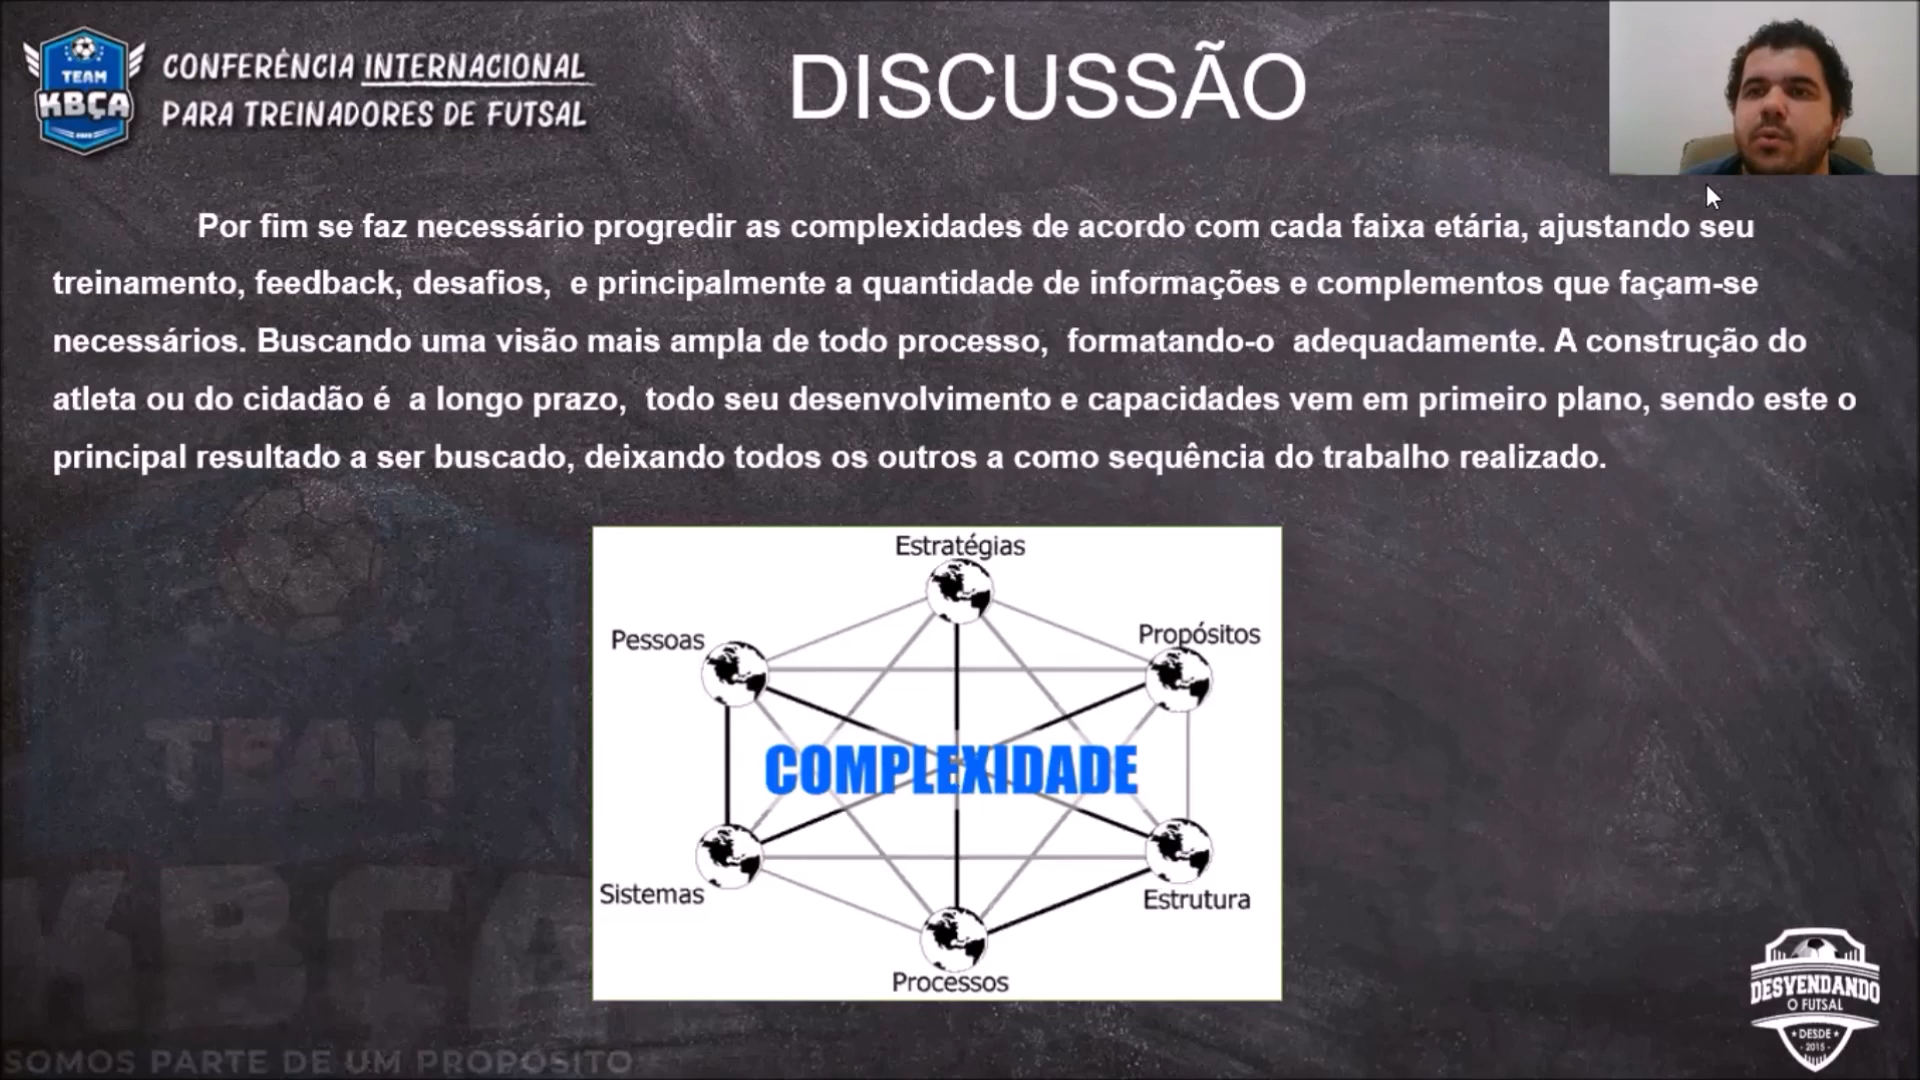 TEAM
KBÇA
CONFERÊNCIA INTERNACIONAL
PARA TREINADORES DE FUTSAL
DISCUSSÃO
Por fim se faz necessário progredir as complexidades de acordo com cada faixa etária, ajustando seu
treinamento, feedback, desafios, e principalmente a quantidade de informações e complementos que façam-se
necessários. Buscando uma visão mais ampla de todo processo, formatando-o adequadamente. A construção do
atleta ou do cidadão é a longo prazo, todo seu desenvolvimento e capacidades vem em primeiro plano, sendo este o
principal resultado a ser buscado, deixando todos os outros a como sequência do trabalho realizado.
Estratégias
Pessoas
Propósitos
COMPLEXIDADE
Sistemas
Estrutura
Processos
TEAM
KBÇA
SOMOS PARTE DE UM PROPÓSITO
DESVENDANDO
O FUTSAL
DESDE
2015